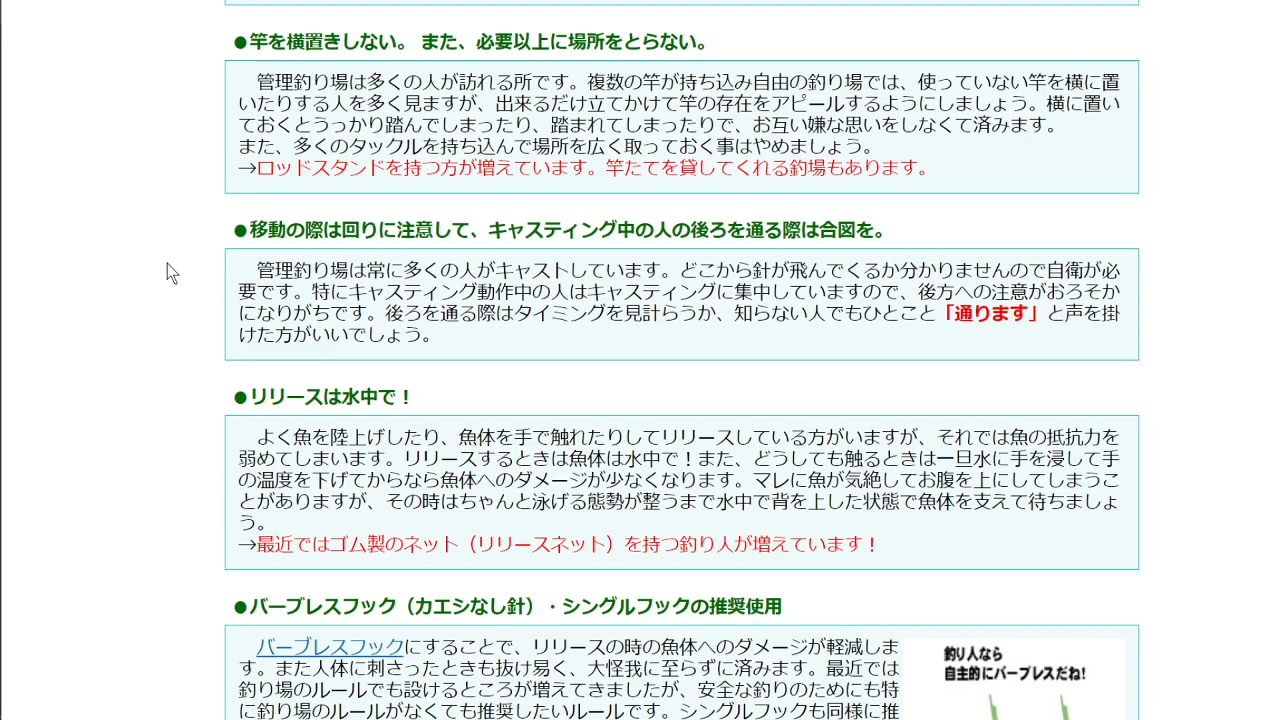 ●竿を横置きしない。 また、必要以上に場所をとらない。
管理釣り場は多くの人が訪れる所です。複数の竿が持ち込み自由の釣り場では、使っていない竿を横に置
いたりする人を多く見ますが、出来るだけ立てかけて竿の存在をアピールするようにしましょう。横に置い
ておくとうっかり踏んでしまったり、踏まれてしまったりで、お互い嫌な思いをしなくて済みます。
また、多くのタックルを持ち込んで場所を広く取っておく事はやめましょう。
→ロッドスタンドを持つ方が増えています。竿たてを貸してくれる釣場もあります。
●移動の際は回りに注意して、キャスティング中の人の後ろを通る際は合図を。
管理釣り場は常に多くの人がキャストしています。どこから針が飛んでくるか分かりませんので自衛が必
要です。特にキャスティング動作中の人はキャスティングに集中していますので、後方への注意がおろそか
になりがちです。後ろを通る際はタイミングを見計らうか、知らない人でもひとこと「通ります」と声を掛
けた方がいいでしょう。
●リリースは水中で！
よく魚を陸上げしたり、魚体を手で触れたりしてリリースしている方がいますが、それでは魚の抵抗力を
弱めてしまいます。リリースするときは魚体は水中で！また、どうしても触るときは一旦水に手を浸して手
の温度を下げてからなら魚体へのダメージが少なくなります。マレに魚が気絶してお腹を上にしてしまうこ
とがありますが、その時はちゃんと泳げる態勢が整うまで水中で背を上した状態で魚体を支えて待ちましょ
う。
→最近ではゴム製のネット（リリースネット）を持つ釣り人が増えています！
●バーブレスフック（カエシなし針）・シングルフックの推奨使用
バーブレスフックにすることで、リリースの時の魚体へのダメージが軽減しま
す。また人体に刺さったときも抜け易く、大怪我に至らずに済みます。最近では
釣り場のルールでも設けるところが増えてきましたが、安全な釣りのためにも特
に釣り場のルールがなくても推奨したいルールです。シングルフックも同様に推
釣り人なら
自主的にバーブレスだね!